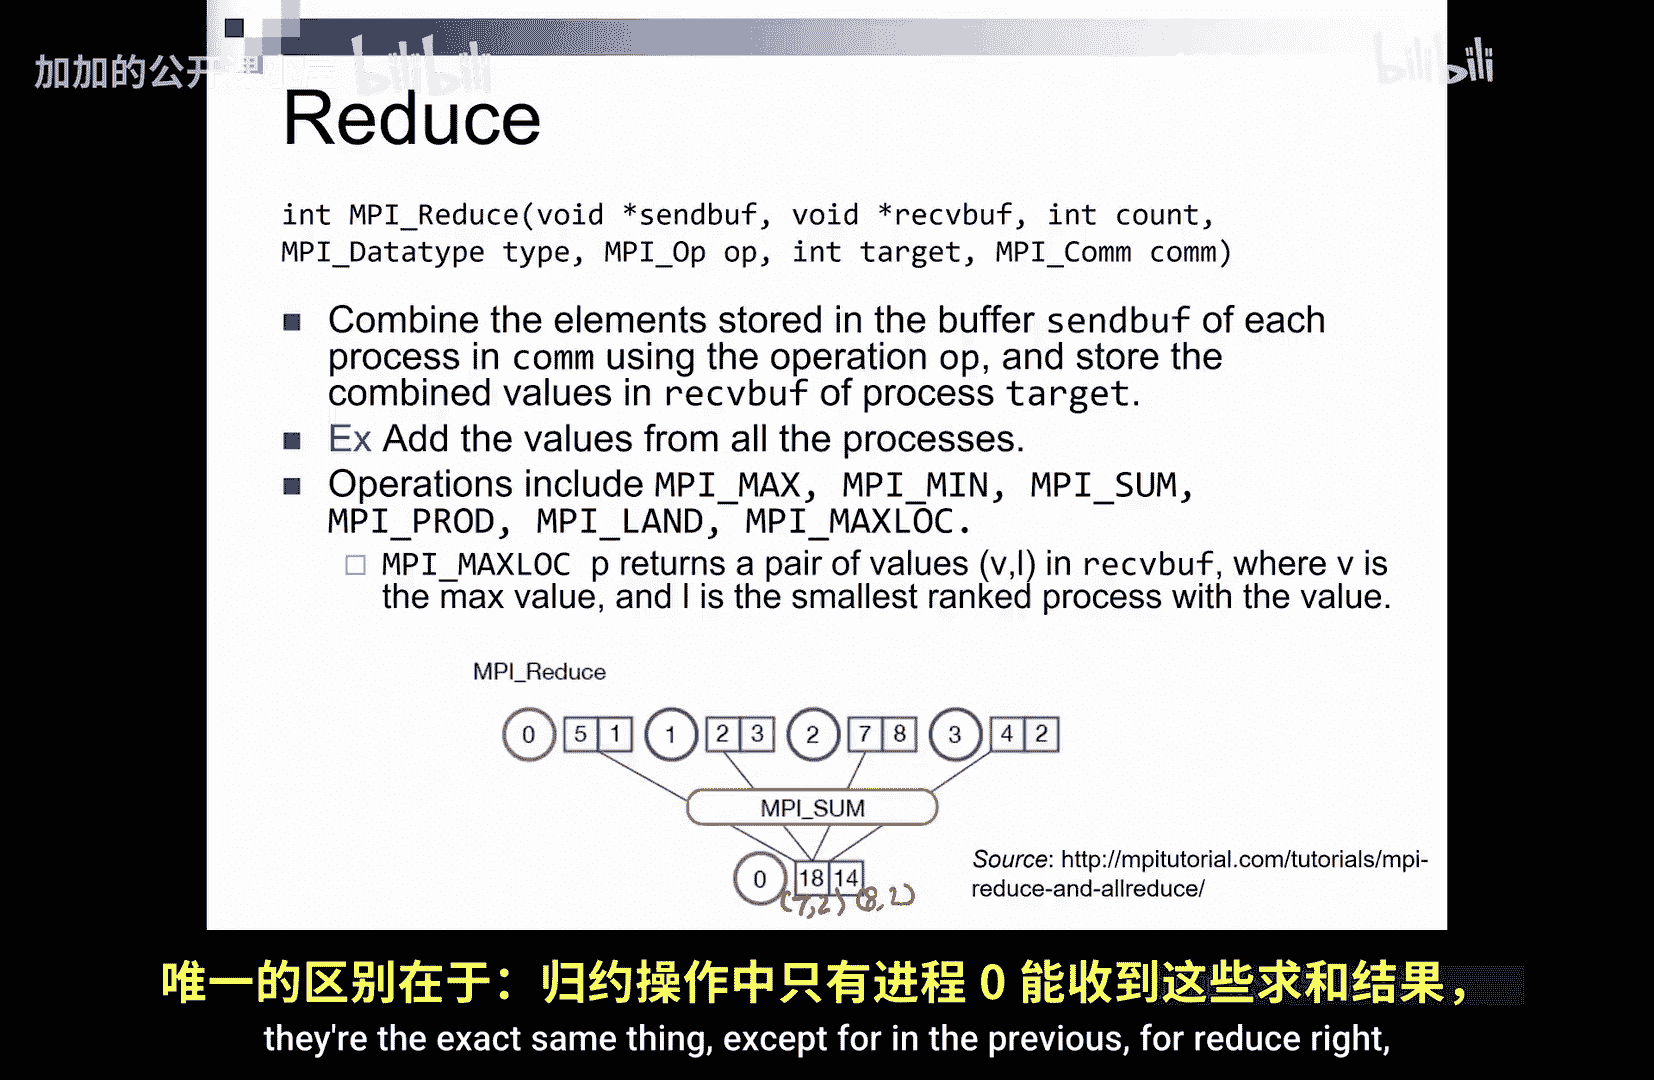 加加的公开课
bilibili
bilibili
Reduce
int MPI_Reduce(void *sendbuf, void *recvbuf, int count,
MPI_Datatype type, MPI_Op op, int target, MPI_Comm comm)
Combine the elements stored in the buffer sendbuf of each
process in comm using the operation op, and store the
combined values in recvbuf of process target.
Ex Add the values from all the processes.
Operations include MPI_MAX, MPI_MIN, MPI_SUM,
MPI_PROD, MPI_LAND, MPI_MAXLOC.
MPI_MAXLOC p returns a pair of values (v,l) in recvbuf, where v is
the max value, and l is the smallest ranked process with the value.
MPI_Reduce
0 5 1 1 2 3 2 7 8 3 4 2
MPI_SUM
0 18 14
(7,2) (8,2)
Source: http://mpitutorial.com/tutorials/mpi-
reduce-and-allreduce/
唯一的区别在于：归约操作中只有进程 0 能收到这些求和结果，
they're the exact same thing, except for in the previous, for reduce right,